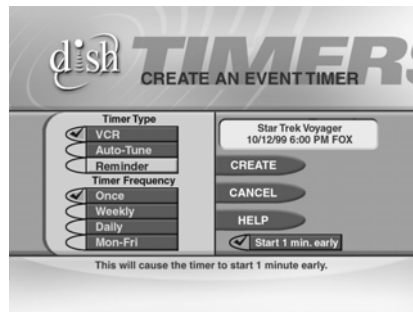 dish
TIMERS
CREATE AN EVENT TIMER
Timer Type
VCR
Auto-Tune
Reminder
Timer Frequency
Once
Weekly
Daily
Mon-Fri
Star Trek Voyager
10/12/99 6:00 PM FOX
CREATE
CANCEL
HELP
Start 1 min. early
This will cause the timer to start 1 minute early.